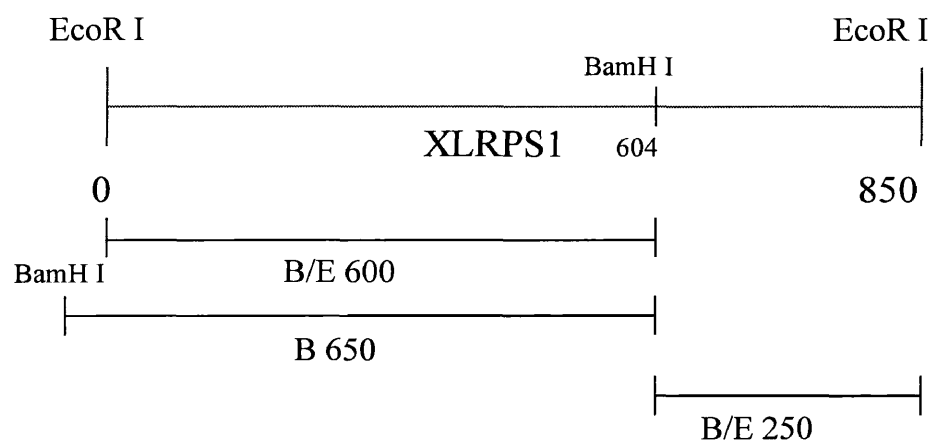 EcoR I
EcoR I
BamH I
XLRPS1
604
0
850
B/E 600
BamH I
B 650
B/E 250